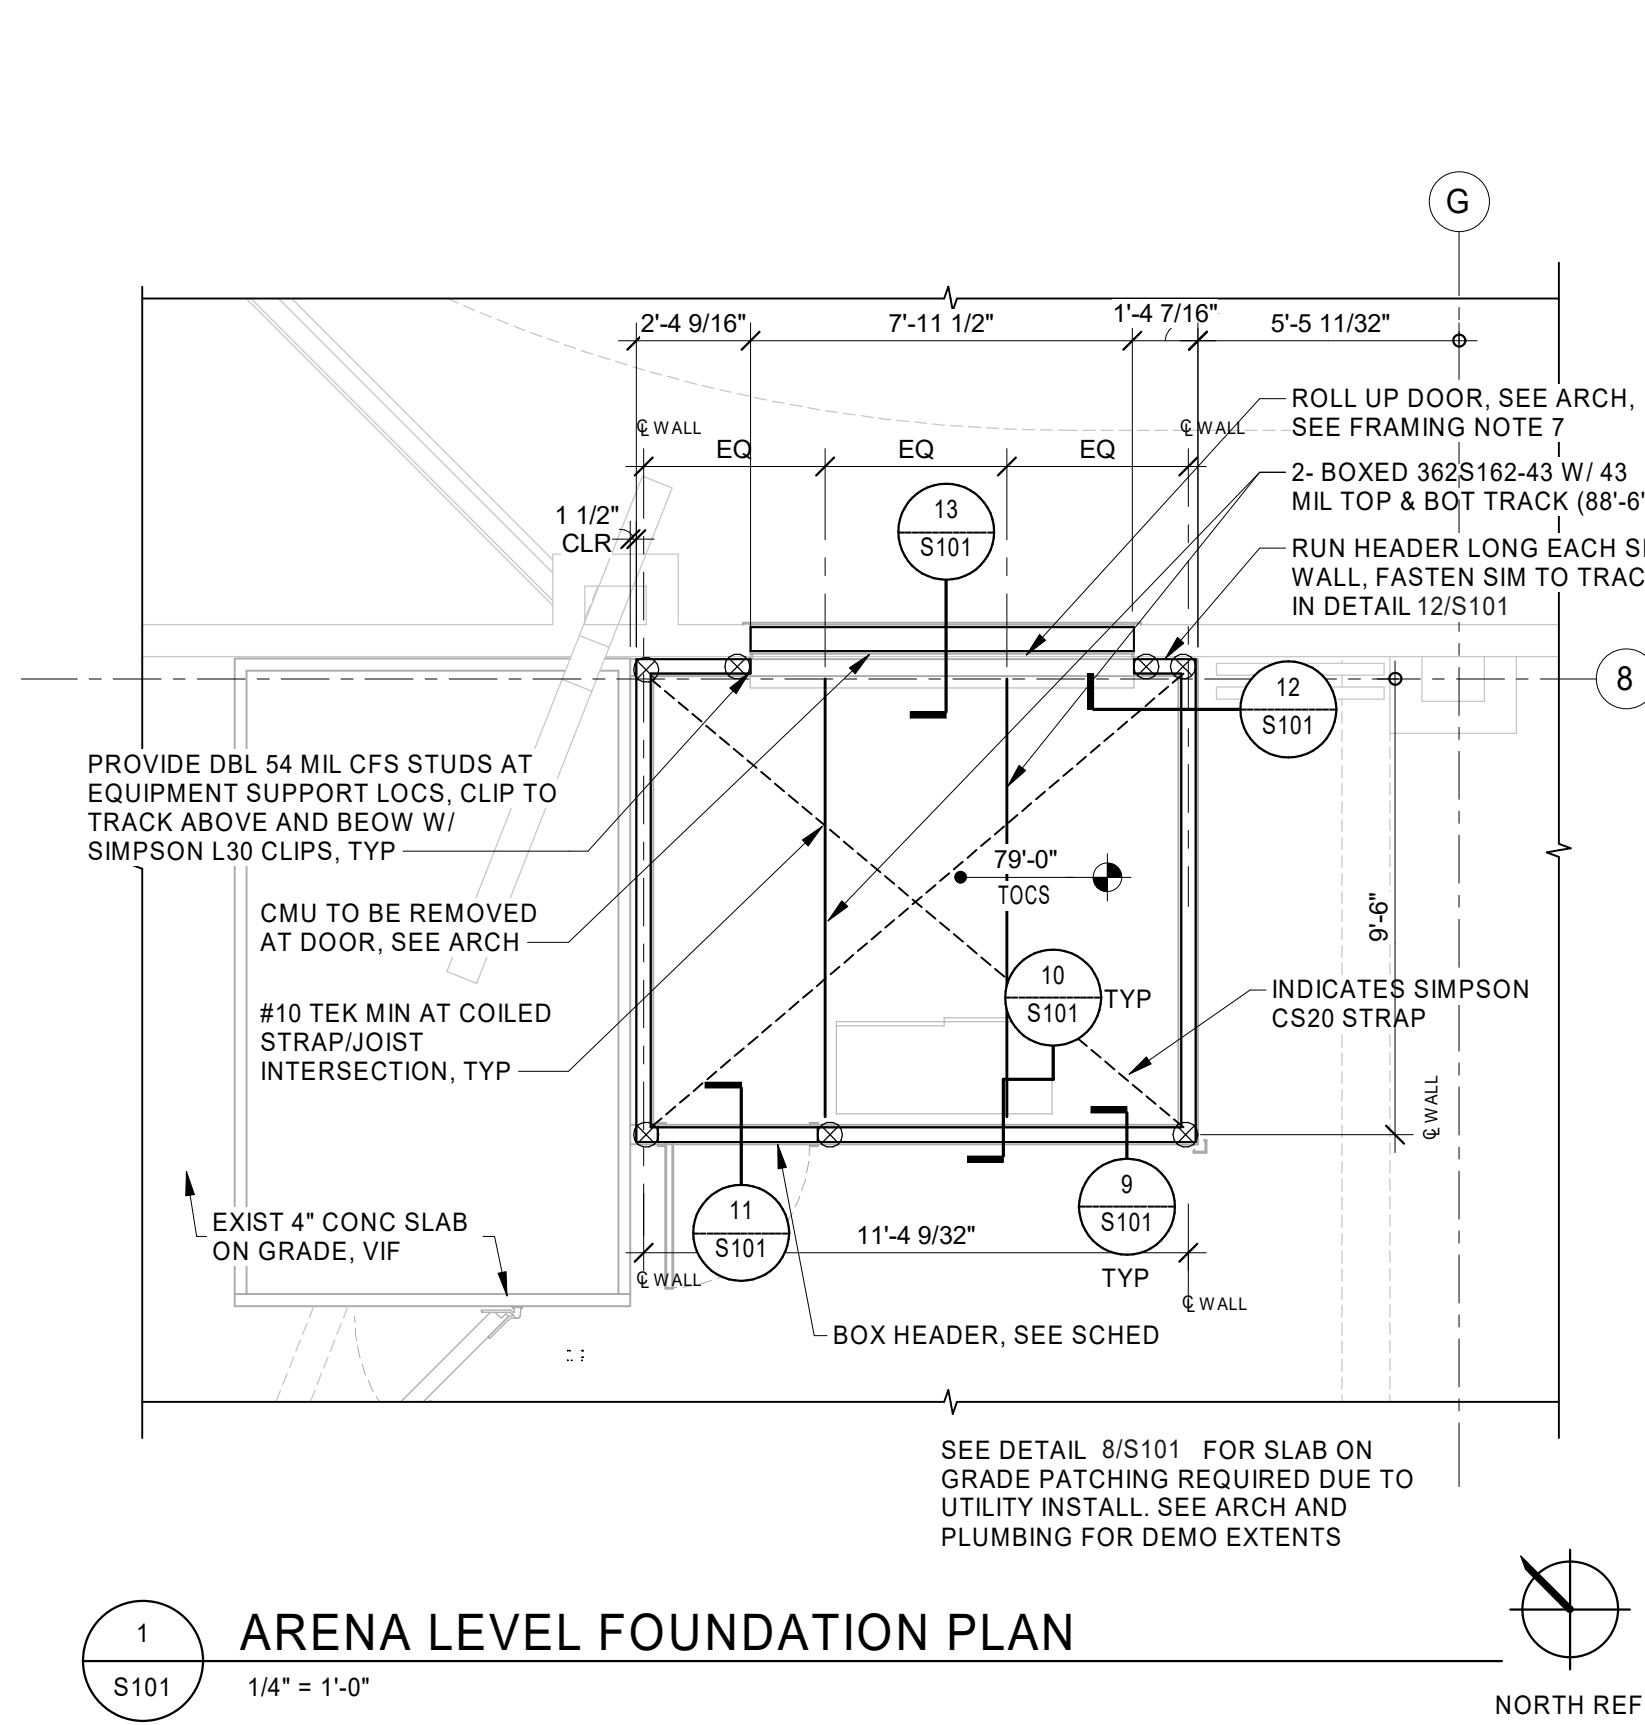 G
2'-4 9/16"
7'-11 1/2"
1'-4 7/16"
5'-5 11/32"
ROLL UP DOOR, SEE ARCH,
SEE FRAMING NOTE 7
℄ WALL
℄ WALL
EQ
EQ
EQ
2- BOXED 362S162-43 W/ 43
MIL TOP & BOT TRACK (88'-6"
1 1/2"
CLR
13
S101
RUN HEADER LONG EACH
WALL, FASTEN SIM TO
IN DETAIL 12/S101
8
12
S101
PROVIDE DBL 54 MIL CFS STUDS AT
EQUIPMENT SUPPORT LOCS, CLIP TO
TRACK ABOVE AND BEOW W/
SIMPSON L30 CLIPS, TYP
79'-0"
TOCS
CMU TO BE REMOVED
AT DOOR, SEE ARCH
9'-6"
10
S101
TYP
INDICATES SIMPSON
CS20 STRAP
#10 TEK MIN AT COILED
STRAP/JOIST
INTERSECTION, TYP
℄ WALL
11
S101
9
S101
TYP
EXIST 4" CONC SLAB
ON GRADE, VIF
11'-4 9/32"
℄ WALL
℄ WALL
BOX HEADER, SEE SCHED
SEE DETAIL 8/S101 FOR SLAB ON
GRADE PATCHING REQUIRED DUE TO
UTILITY INSTALL. SEE ARCH AND
PLUMBING FOR DEMO EXTENTS
1
S101
ARENA LEVEL FOUNDATION PLAN
1/4" = 1'-0"
NORTH REF